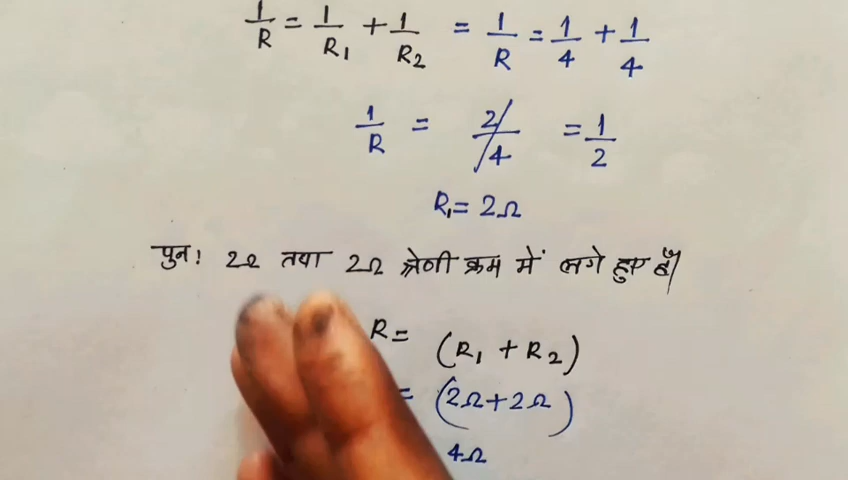 1/R = 1/R₁ + 1/R₂ = 1/R = 1/4 + 1/4
1/R = 2/4 = 1/2
R₁ = 2Ω
पुन: 2Ω तथा 2Ω श्रेणी क्रम में लगे हुए हैं।
R = (R₁ + R₂)
= (2Ω + 2Ω)
4Ω